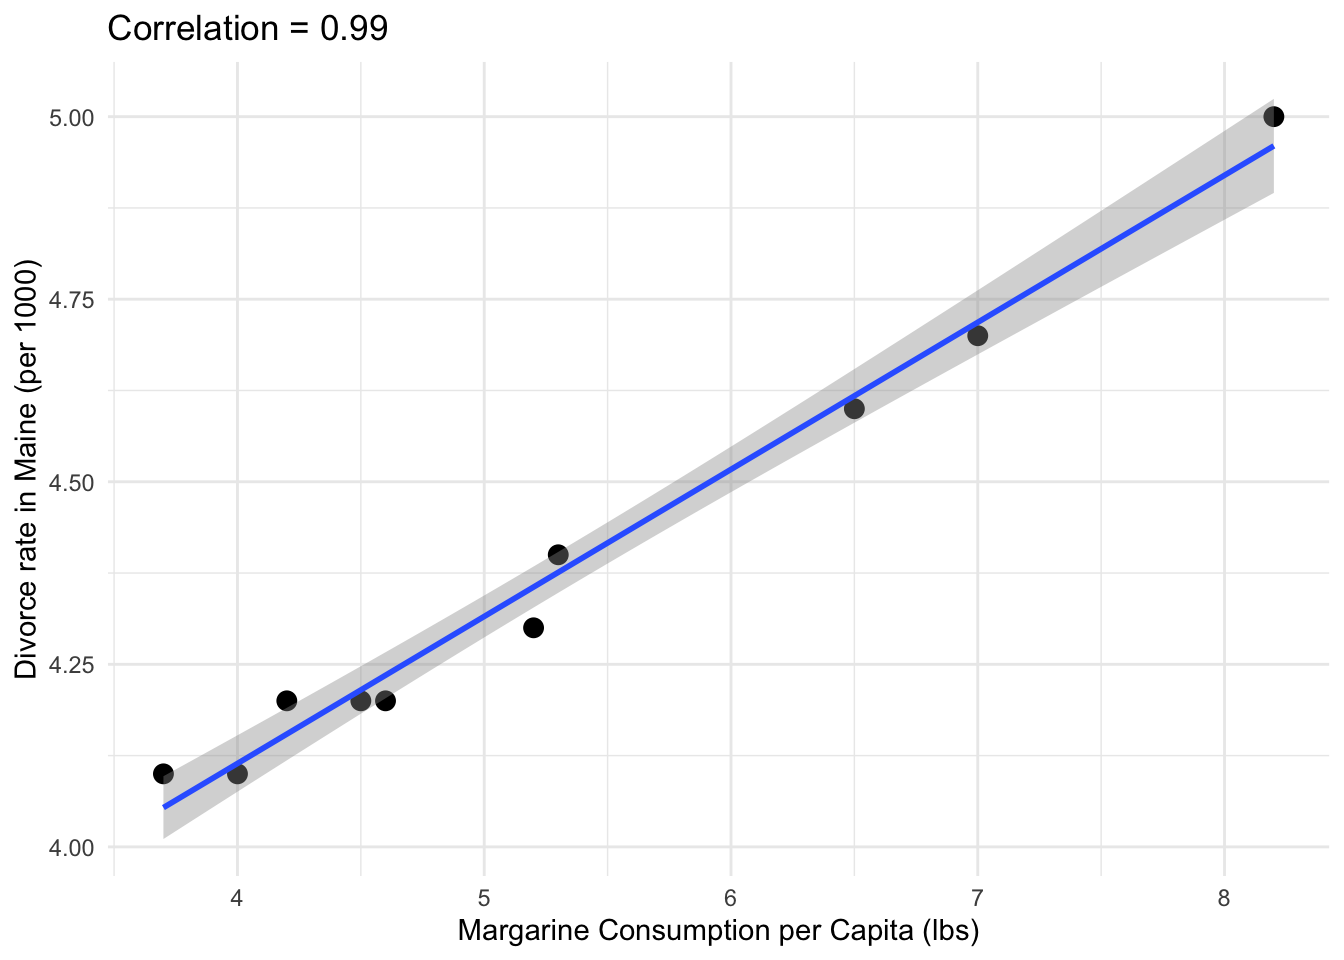 Correlation = 0.99
Divorce rate in Maine (per 1000)
5.00
4.75
4.50
4.25
4.00
4 5 6 7 8
Margarine Consumption per Capita (lbs)